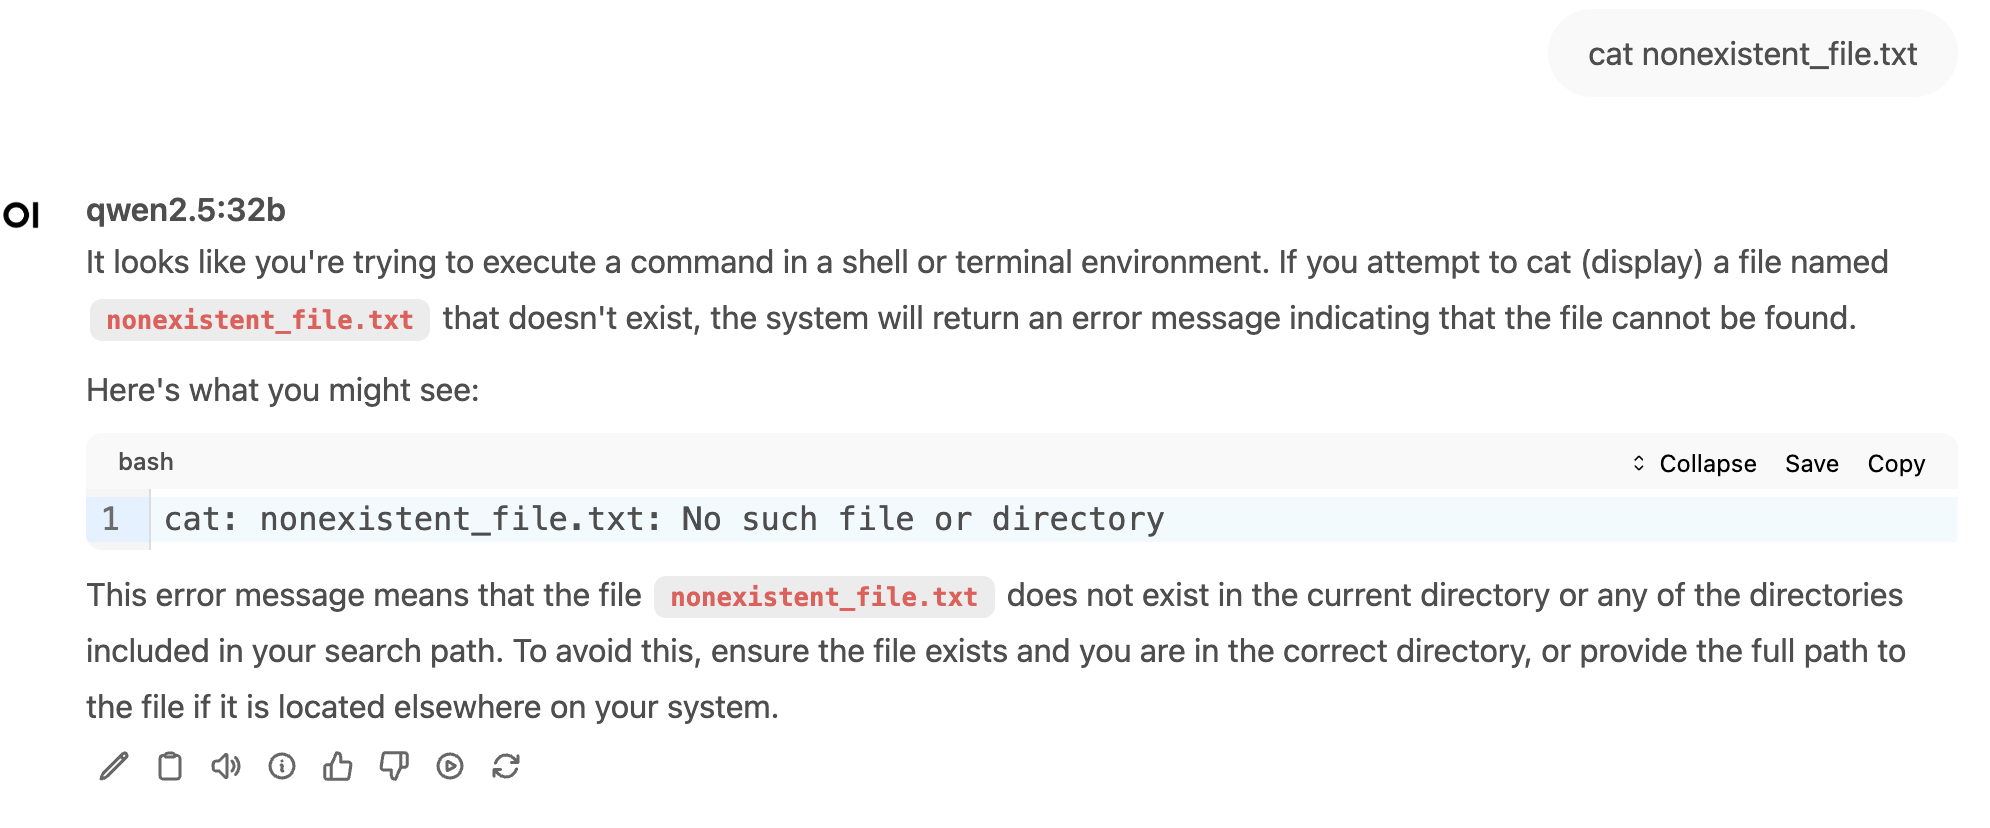 cat nonexistent_file.txt
OI
qwen2.5:32b
It looks like you're trying to execute a command in a shell or terminal environment. If you attempt to cat (display) a file named
nonexistent_file.txt that doesn't exist, the system will return an error message indicating that the file cannot be found.
Here's what you might see:
bash
Collapse Save Copy
1 cat: nonexistent_file.txt: No such file or directory
This error message means that the file nonexistent_file.txt does not exist in the current directory or any of the directories
included in your search path. To avoid this, ensure the file exists and you are in the correct directory, or provide the full path to
the file if it is located elsewhere on your system.